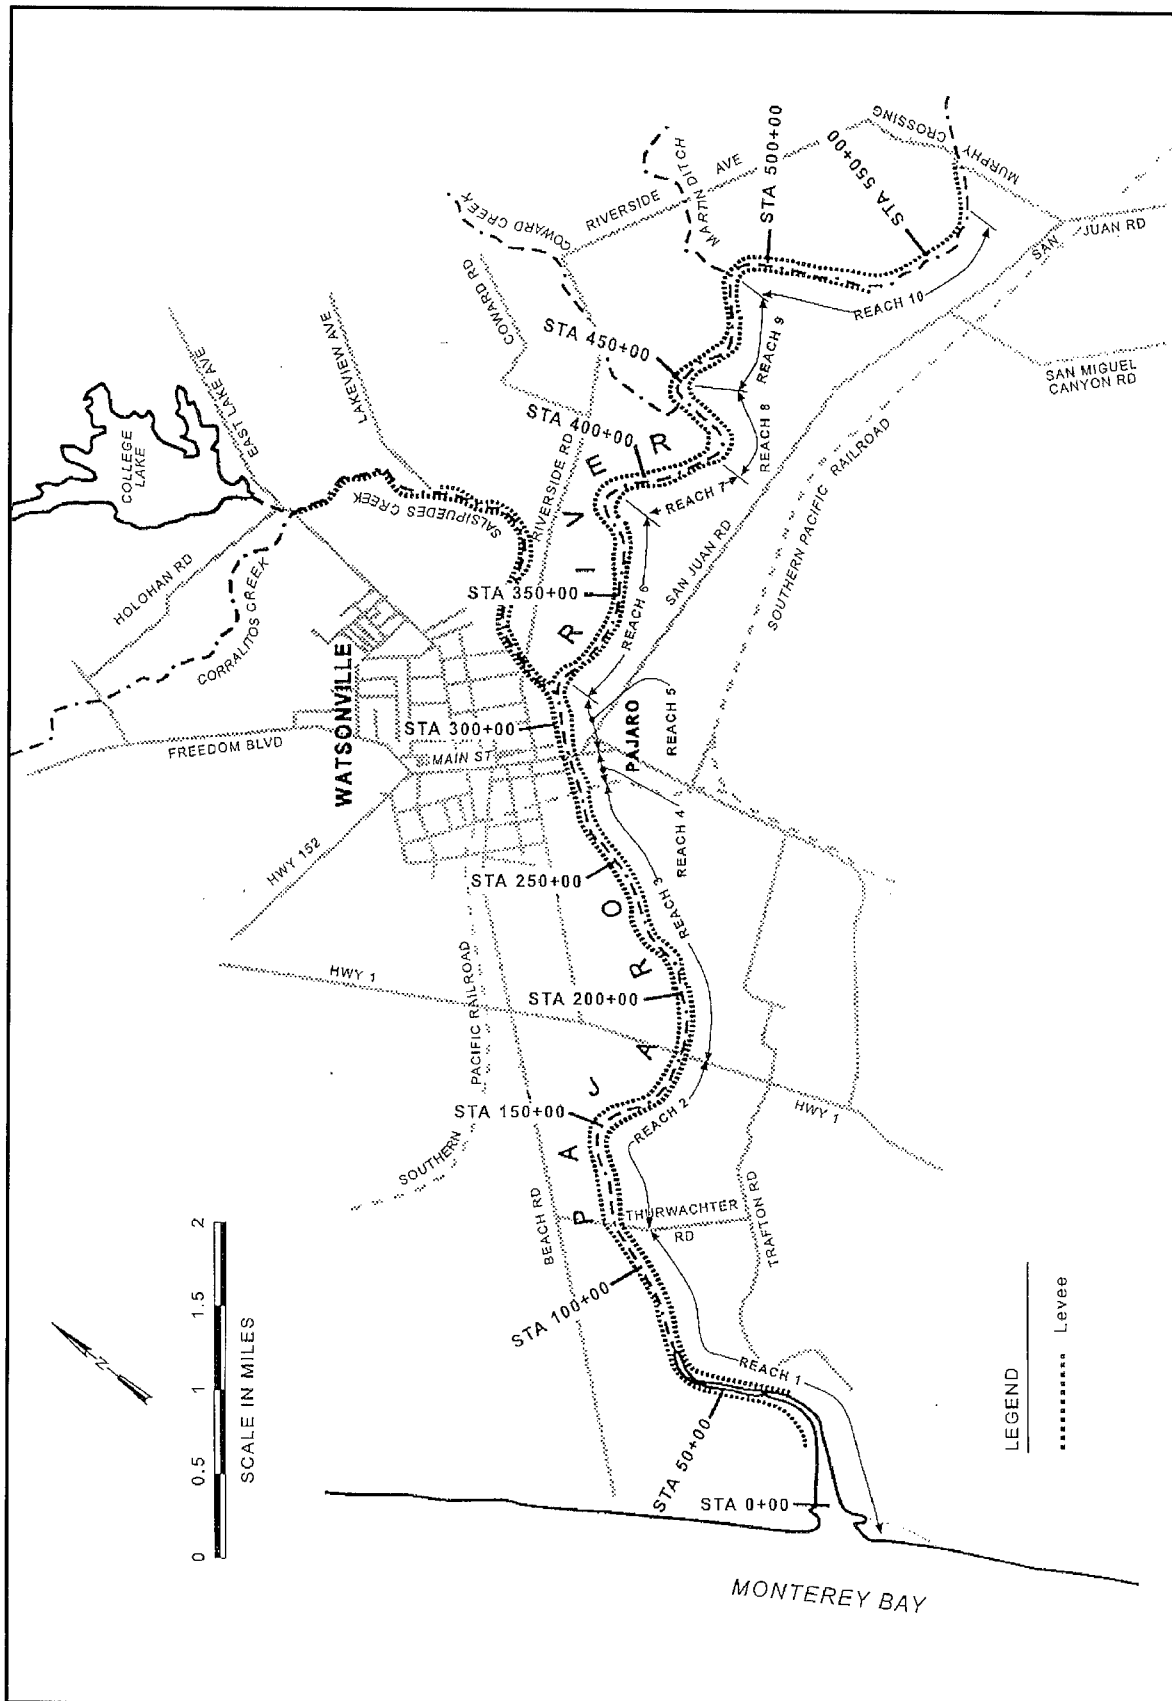 MURPHY
CROSSING
STA 550+00
STA 500+00
RIVERSIDE AVE
MARTIN DITCH
COWARD CREEK
COWARD RD
SAN JUAN RD
REACH 10
REACH 9
REACH 8
REACH 7
SAN MIGUEL
CANYON RD
STA 450+00
STA 400+00
EAST LAKE AVE
LAKEVIEW AVE
COLLEGE
LAKE
SALSIPUEDES CREEK
RIVERSIDE RD
HOLOHAN RD
CORRALITOS CREEK
STA 350+00
REACH 6
SAN JUAN RD
SOUTHERN PACIFIC RAILROAD
WATSONVILLE
FREEDOM BLVD
STA 300+00
MAIN ST
PAJARO
REACH 5
REACH 4
HWY 152
STA 250+00
REACH 3
PAJARO RIVER
HWY 1
STA 200+00
SOUTHERN PACIFIC RAILROAD
STA 150+00
REACH 2
HWY 1
BEACH RD
THURWACHTER
RD
TRAFTON RD
STA 100+00
REACH 1
STA 50+00
STA 0+00
N
0 0.5 1 1.5 2
SCALE IN MILES
LEGEND
Levee
MONTEREY BAY